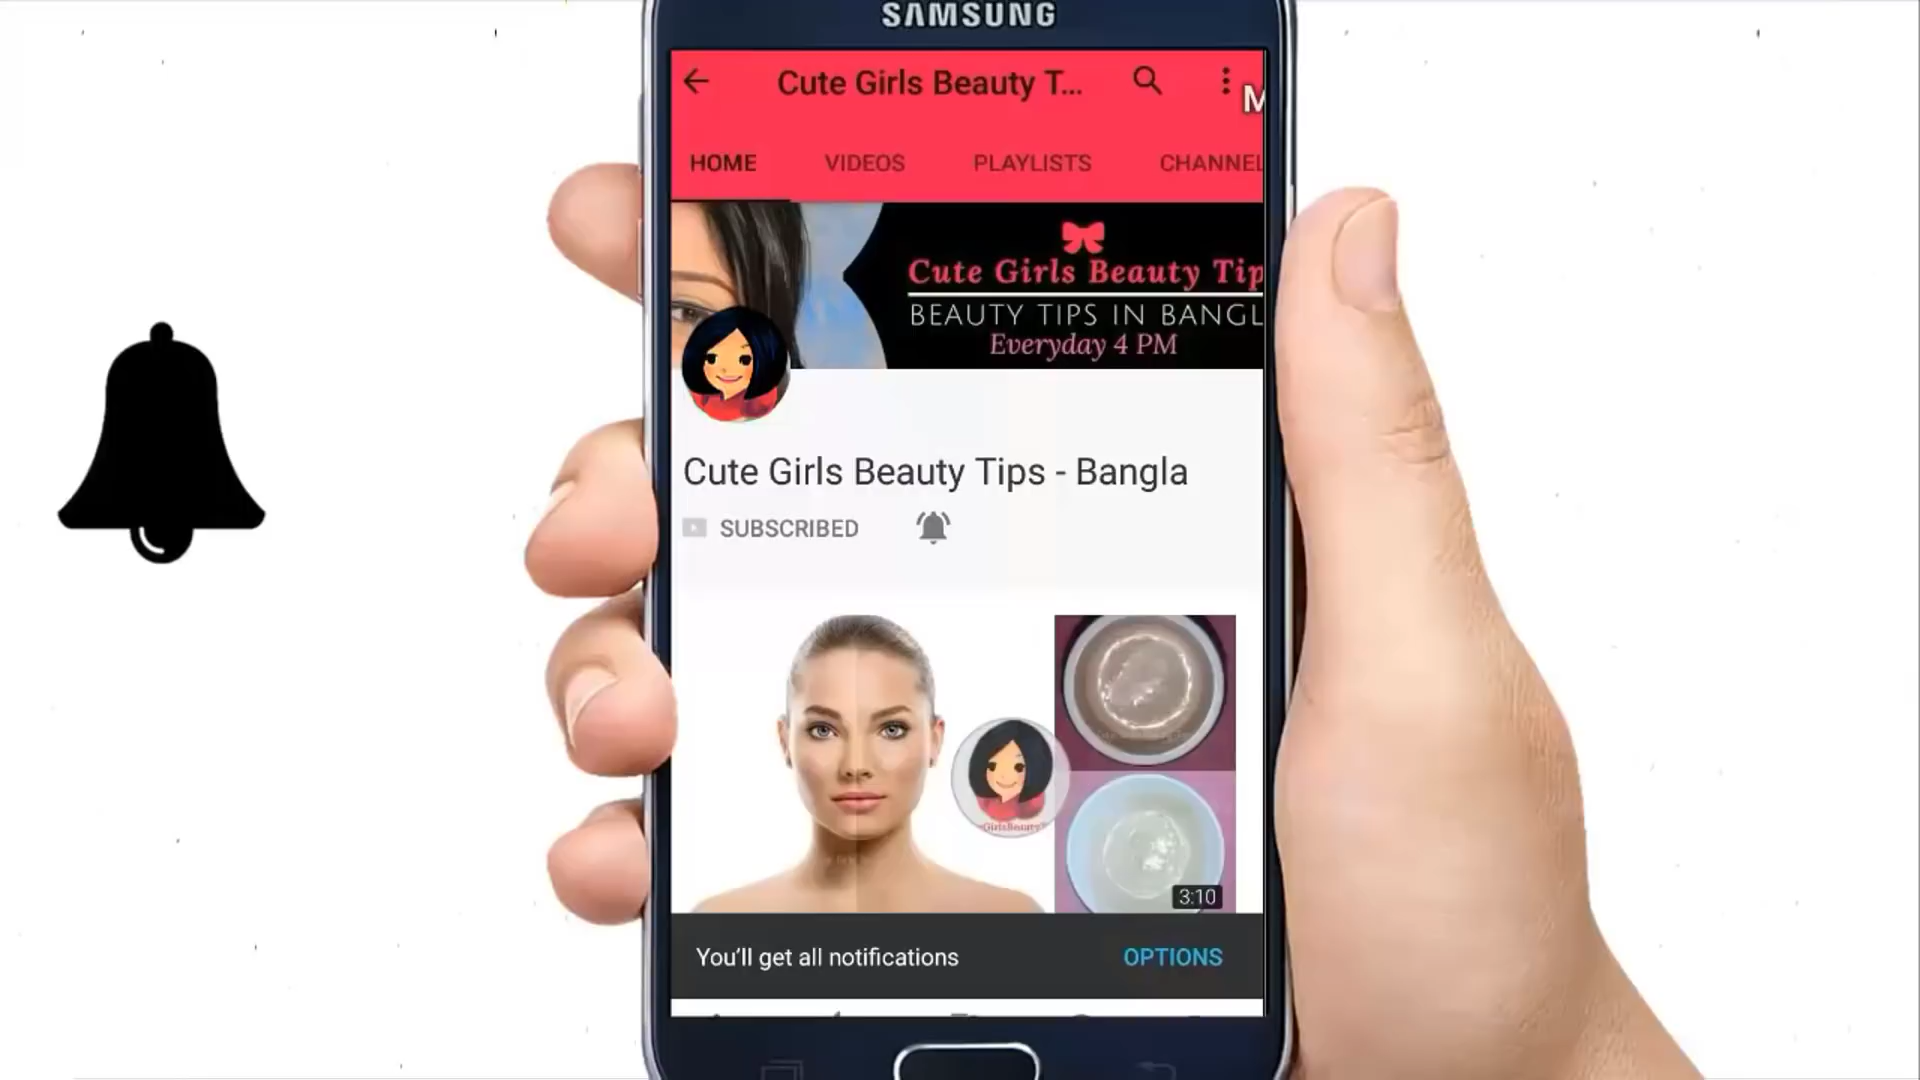 SAMSUNG
Cute Girls Beauty T...
M
HOME VIDEOS PLAYLISTS CHANNEL
Cute Girls Beauty Tip
BEAUTY TIPS IN BANGL
Everyday 4 PM
Cute Girls Beauty Tips - Bangla
SUBSCRIBED
GirlsBeautyT
3:10
You'll get all notifications OPTIONS